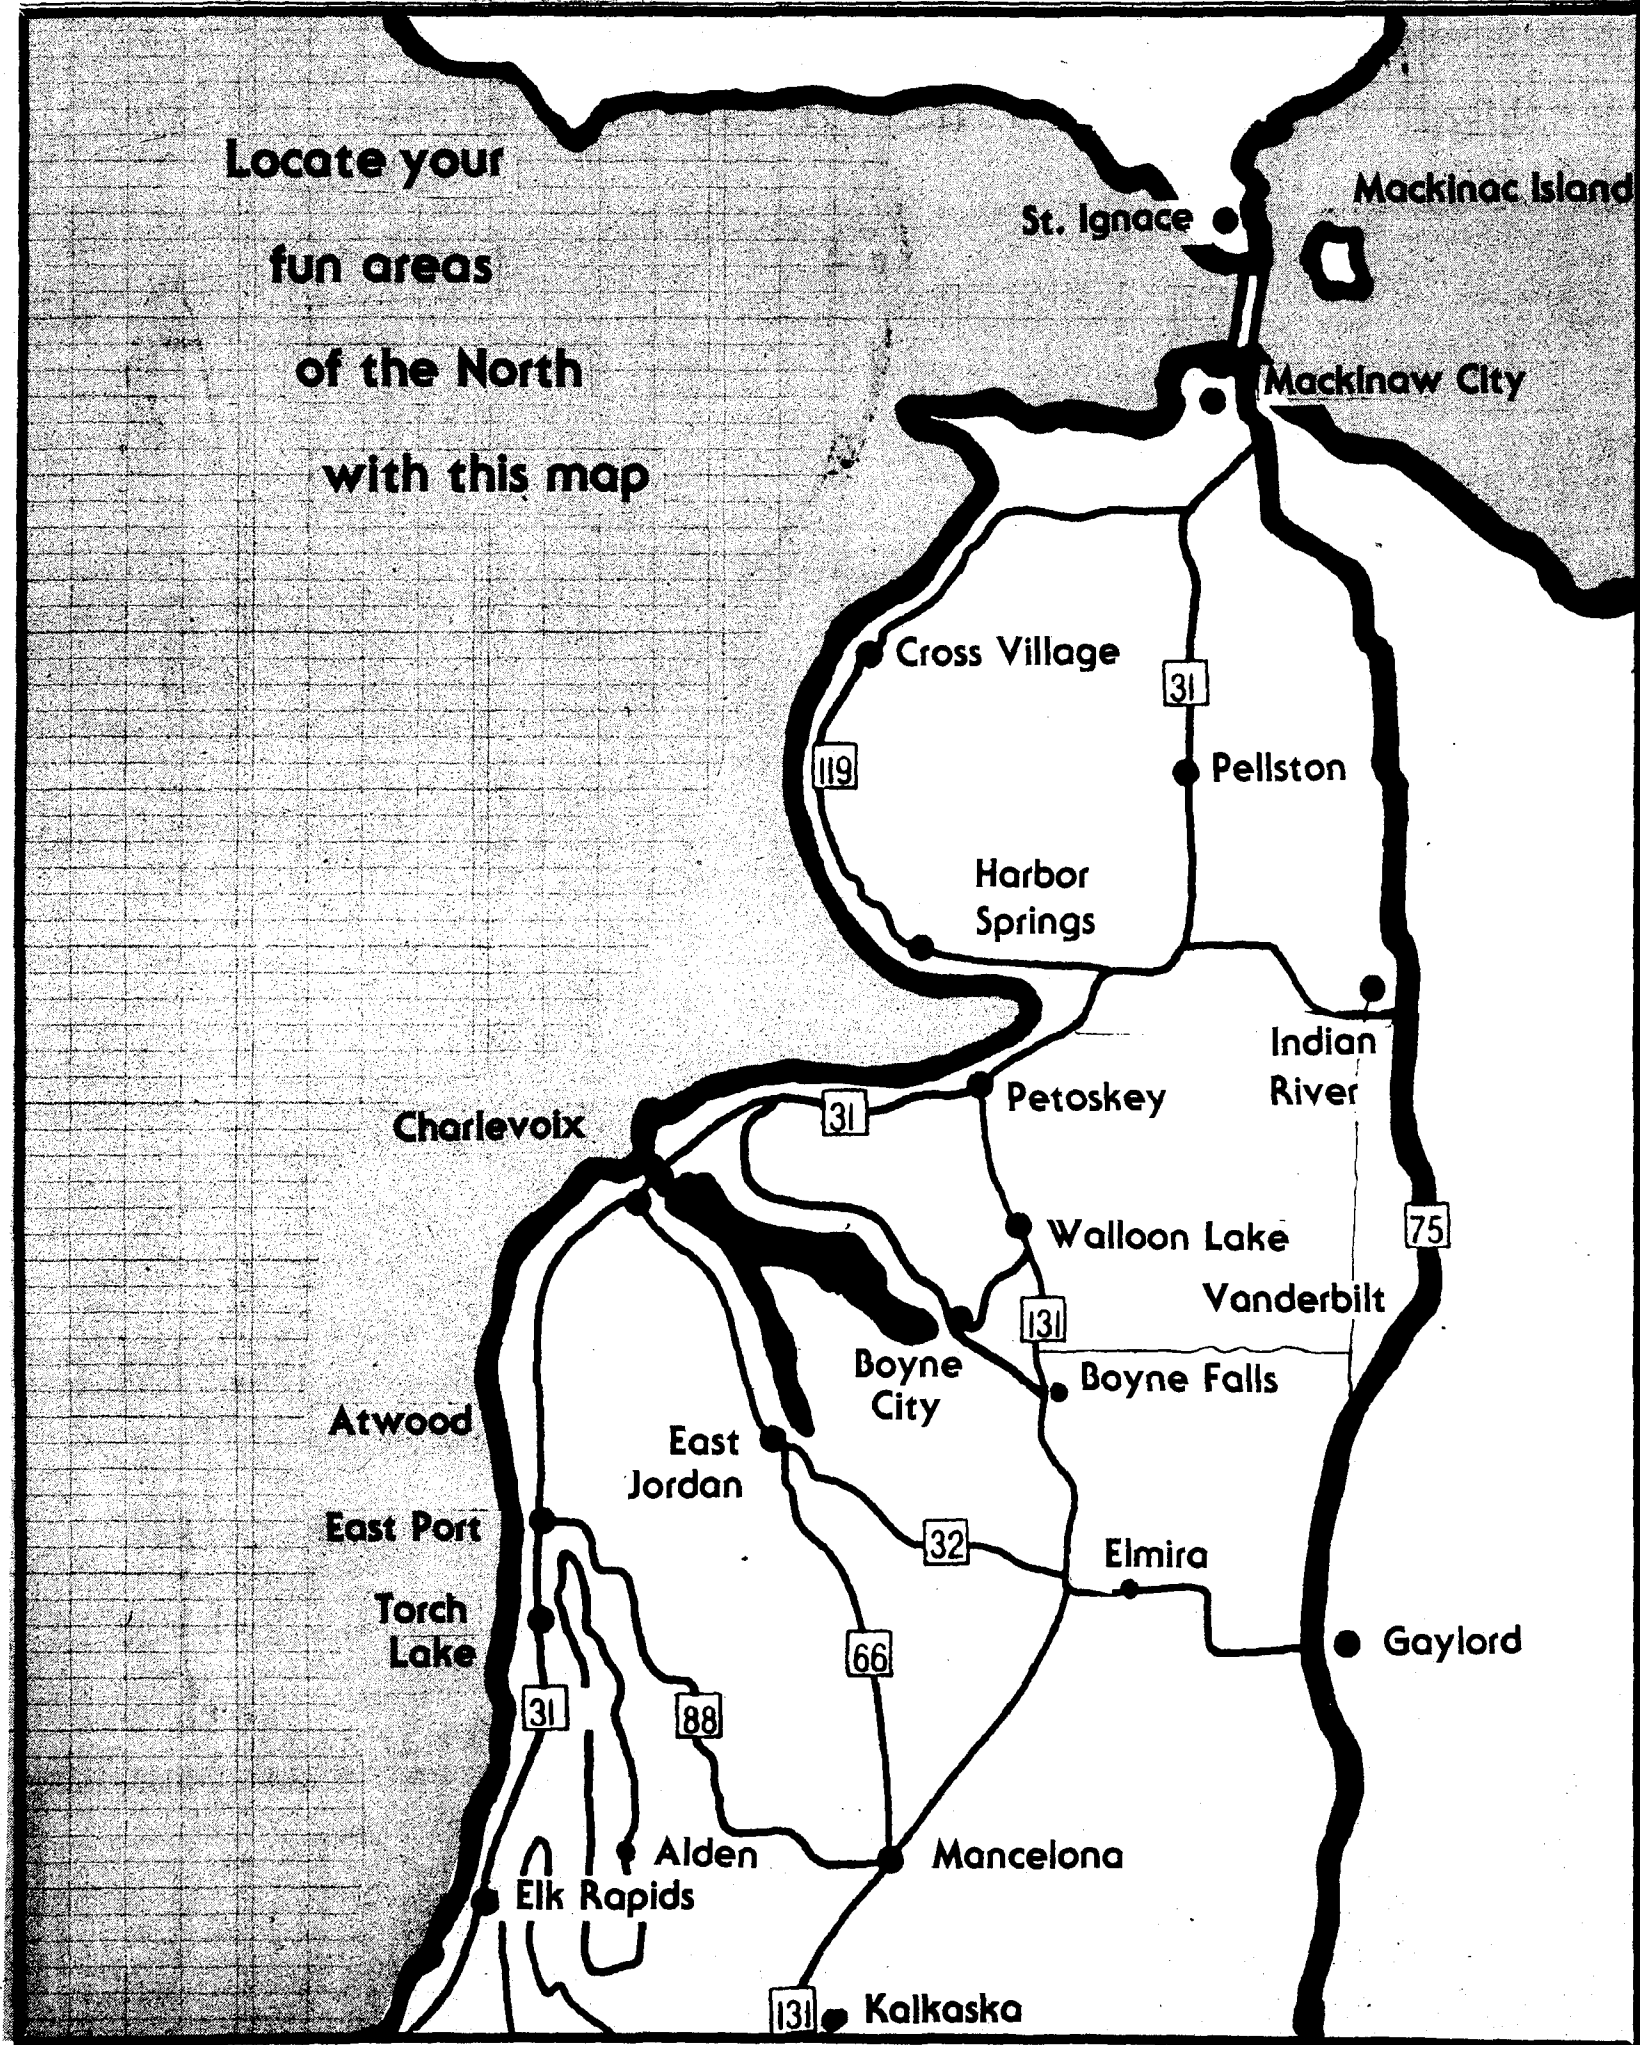 Locate your
fun areas
of the North
with this map
Mackinac Island
St. Ignace
Mackinaw City
Cross Village
31
119
Pellston
Harbor
Springs
Indian
River
Petoskey
31
Charlevoix
75
Walloon Lake
Vanderbilt
131
Boyne
City
Boyne Falls
Atwood
East
Jordan
East Port
32
Elmira
Torch
Lake
Gaylord
66
31
88
Alden
Mancelona
Elk Rapids
131
Kalkaska